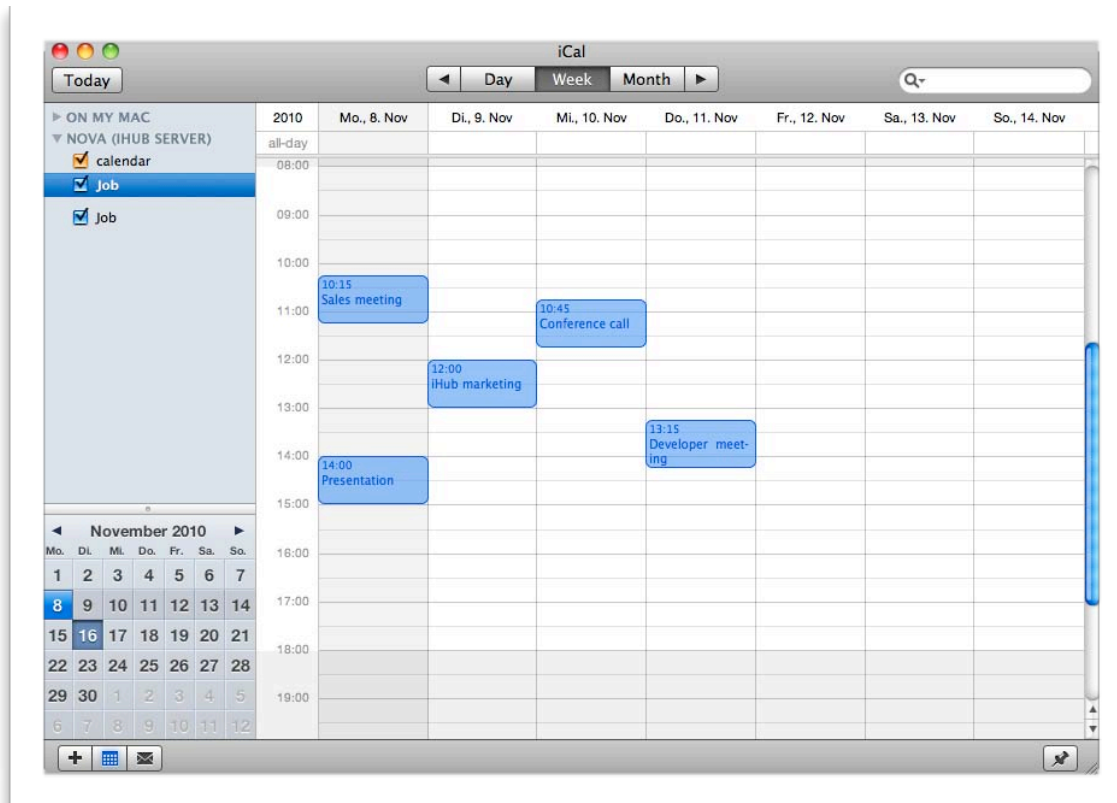 iCal
Today
Day Week Month
ON MY MAC
NOVA (IHUB SERVER)
calendar
Job
Job
2010 Mo., 8. Nov Di., 9. Nov Mi., 10. Nov Do., 11. Nov Fr., 12. Nov Sa., 13. Nov So., 14. Nov
all-day
08:00
09:00
10:00
10:15
Sales meeting
11:00
10:45
Conference call
12:00
12:00
iHub marketing
13:00
13:15
Developer meet-
ing
14:00
14:00
Presentation
15:00
16:00
17:00
18:00
19:00
November 2010
Mo. Di. Mi. Do. Fr. Sa. So.
1 2 3 4 5 6 7
8 9 10 11 12 13 14
15 16 17 18 19 20 21
22 23 24 25 26 27 28
29 30 1 2 3 4 5
6 7 8 9 10 11 12